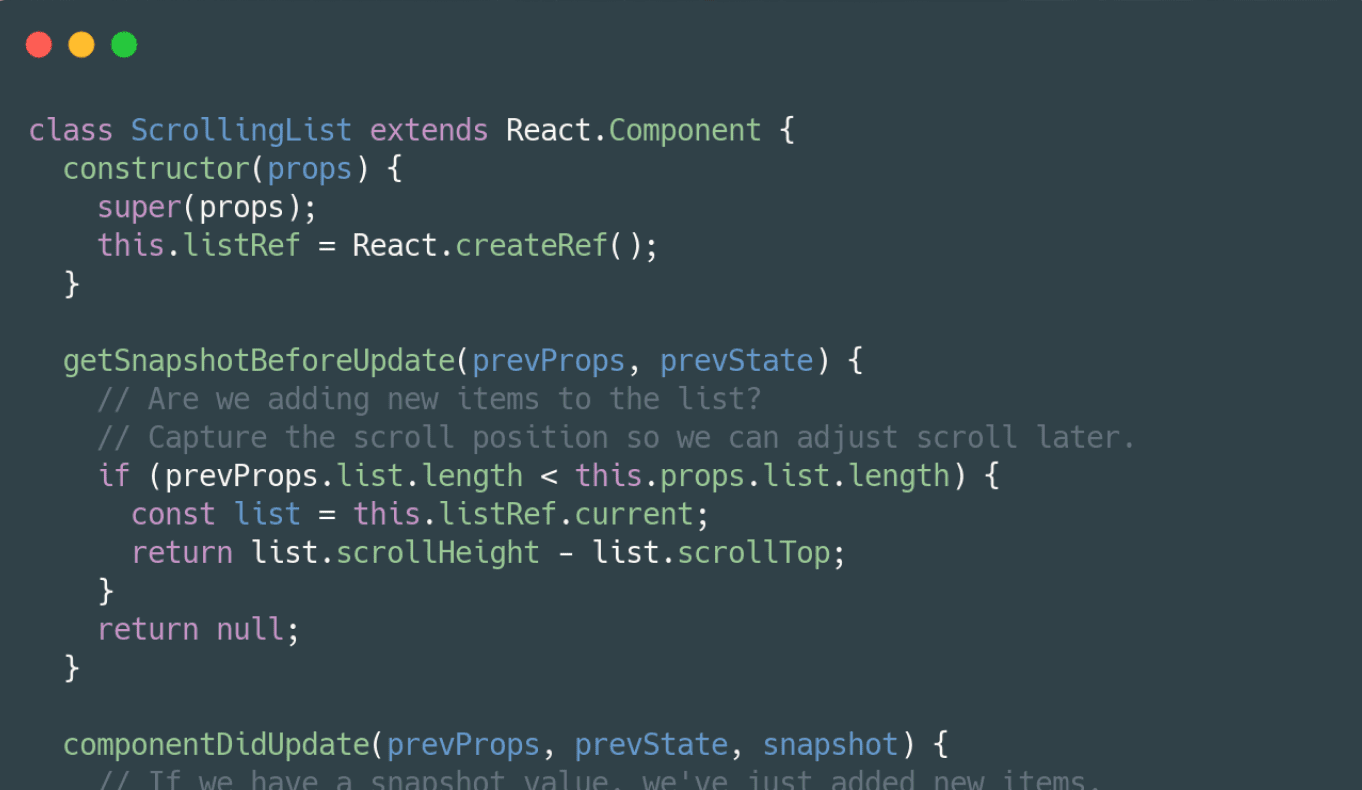 class ScrollingList extends React.Component {
  constructor(props) {
    super(props);
    this.listRef = React.createRef();
  }

  getSnapshotBeforeUpdate(prevProps, prevState) {
    // Are we adding new items to the list?
    // Capture the scroll position so we can adjust scroll later.
    if (prevProps.list.length < this.props.list.length) {
      const list = this.listRef.current;
      return list.scrollHeight - list.scrollTop;
    }
    return null;
  }

  componentDidUpdate(prevProps, prevState, snapshot) {
    // If we have a snapshot value, we've just added new items.